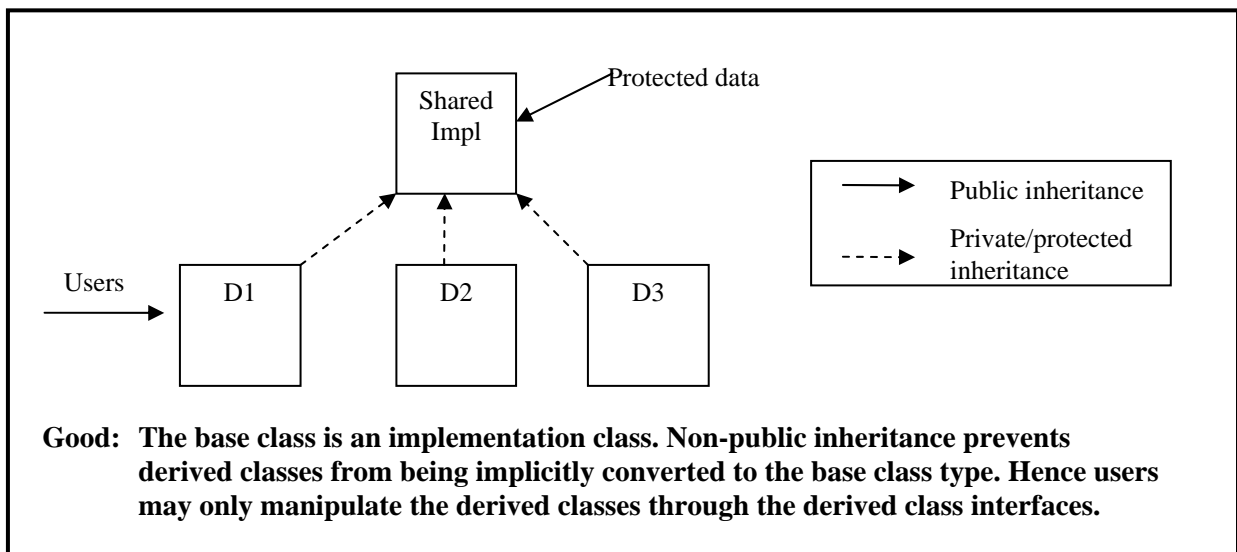 Protected data
Shared
Impl
Public inheritance
Private/protected
inheritance
Users
D1
D2
D3
Good: The base class is an implementation class. Non-public inheritance prevents
derived classes from being implicitly converted to the base class type. Hence users
may only manipulate the derived classes through the derived class interfaces.